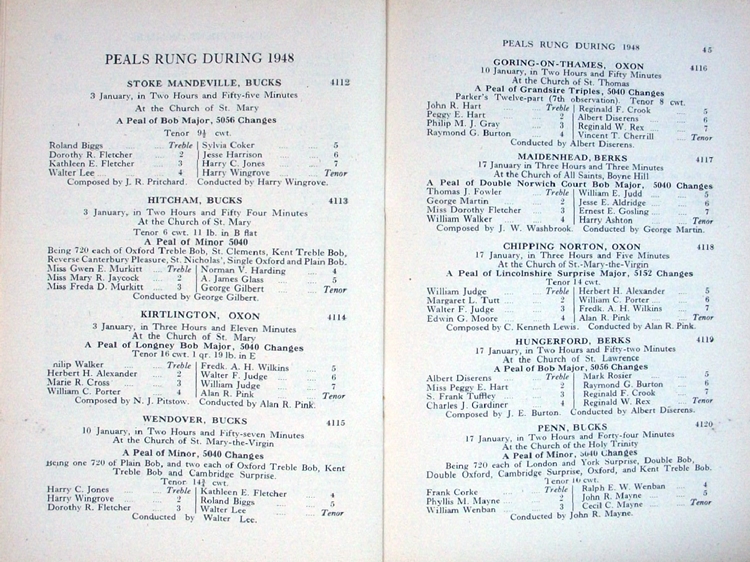 PEALS RUNG DURING 1948
STOKE MANDEVILLE, BUCKS 4112
3 January, in Two Hours and Fifty-five Minutes
At the Church of St. Mary
A Peal of Bob Major, 5056 Changes
Tenor 9½ cwt.
Roland Biggs ... Treble | Sylvia Coker ... 5
Dorothy R. Fletcher ... 2 | Jesse Harrison ... 6
Kathleen E. Fletcher ... 3 | Harry C. Jones ... 7
Walter Lee ... 4 | Harry Wingrove ... Tenor
Composed by J. R. Pritchard. Conducted by Harry Wingrove.
HITCHAM, BUCKS 4113
3 January, in Two Hours and Fifty Four Minutes
At the Church of St. Mary
Tenor 6 cwt. 11 lb. in B flat
A Peal of Minor 5040
Being 720 each of Oxford Treble Bob, St. Clements, Kent Treble Bob,
Reverse Canterbury Pleasure, St. Nicholas', Single Oxford and Plain Bob.
Miss Gwen E. Murkitt ... Treble | Norman V. Harding ... 4
Miss Mary R. Jaycock ... 2 | A. James Glass ... 5
Miss Freda D. Murkitt ... 3 | George Gilbert ... Tenor
Conducted by George Gilbert.
KIRTLINGTON, OXON 4114
3 January, in Three Hours and Eleven Minutes
At the Church of St. Mary
A Peal of Longney Bob Major, 5040 Changes
Tenor 16 cwt. 1 qr. 19 lb. in E
nilip Walker ... Treble | Fredk. A. H. Wilkins ... 5
Herbert H. Alexander ... 2 | Walter F. Judge ... 6
Marie R. Cross ... 3 | William Judge ... 7
William C. Porter ... 4 | Alan R. Pink ... Tenor
Composed by N. J. Pitstow. Conducted by Alan R. Pink.
WENDOVER, BUCKS 4115
10 January, in Two Hours and Fifty-seven Minutes
At the Church of St. Mary-the-Virgin
A Peal of Minor, 5040 Changes
Being one 720 of Plain Bob, and two each of Oxford Treble Bob, Kent
Treble Bob and Cambridge Surprise.
Tenor 14¾ cwt.
Harry C. Jones ... Treble | Kathleen E. Fletcher ... 4
Harry Wingrove ... 2 | Roland Biggs ... 5
Dorothy R. Fletcher ... 3 | Walter Lee ... Tenor
Conducted by Walter Lee.
PEALS RUNG DURING 1948 45
GORING-ON-THAMES, OXON 4116
10 January, in Two Hours and Fifty Minutes
At the Church of St. Thomas
A Peal of Grandsire Triples, 5040 Changes
Parker's Twelve-part (7th observation). Tenor 8 cwt.
John R. Hart ... Treble | Reginald F. Crook ... 5
Peggy E. Hart ... 2 | Albert Diserens ... 6
Philip M. J. Gray ... 3 | Reginald W. Rex ... 7
Raymond G. Burton ... 4 | Vincent T. Cherrill ... Tenor
Conducted by Albert Diserens.
MAIDENHEAD, BERKS 4117
17 January in Three Hours and Three Minutes
At the Church of All Saints, Boyne Hill
A Peal of Double Norwich Court Bob Major, 5040 Changes
Thomas J. Fowler ... Treble | William E. Judd ... 5
George Martin ... 2 | Jesse E. Aldridge ... 6
Miss Dorothy Fletcher ... 3 | Ernest E. Gosling ... 7
William Walker ... 4 | Harry Ashton ... Tenor
Composed by J. W. Washbrook. Conducted by George Martin.
CHIPPING NORTON, OXON 4118
17 January, in Three Hours and Five Minutes
At the Church of St.-Mary-the-Virgin
A Peal of Lincolnshire Surprise Major, 5152 Changes
Tenor 14 cwt.
William Judge ... Treble | Herbert H. Alexander ... 5
Margaret L. Tutt ... 2 | William C. Porter ... 6
Walter F. Judge ... 3 | Fredk. A. H. Wilkins ... 7
Edwin G. Moore ... 4 | Alan R. Pink ... Tenor
Composed by C. Kenneth Lewis. Conducted by Alan R. Pink.
HUNGERFORD, BERKS 4119
17 January, in Two Hours and Fifty-two Minutes
At the Church of St. Lawrence
A Peal of Bob Major, 5056 Changes
Albert Diserens ... Treble | Mark Rosier ... 5
Miss Peggy E. Hart ... 2 | Raymond G. Burton ... 6
S. Frank Tuffley ... 3 | Reginald F. Crook ... 7
Charles J. Gardiner ... 4 | Reginald W. Rex ... Tenor
Composed by J. E. Burton. Conducted by Albert Diserens.
PENN, BUCKS 4120
17 January, in Two Hours and Forty-four Minutes
At the Church of the Holy Trinity
A Peal of Minor, 5040 Changes
Being 720 each of London and York Surprise, Double Bob,
Double Oxford, Cambridge Surprise, Oxford, and Kent Treble Bob.
Tenor 10 cwt.
Frank Corke ... Treble | Ralph E. W. Wenban ... 4
Phyllis M. Mayne ... 2 | John R. Mayne ... 5
William Wenban ... 3 | Cecil C. Mayne ... Tenor
Conducted by John R. Mayne.